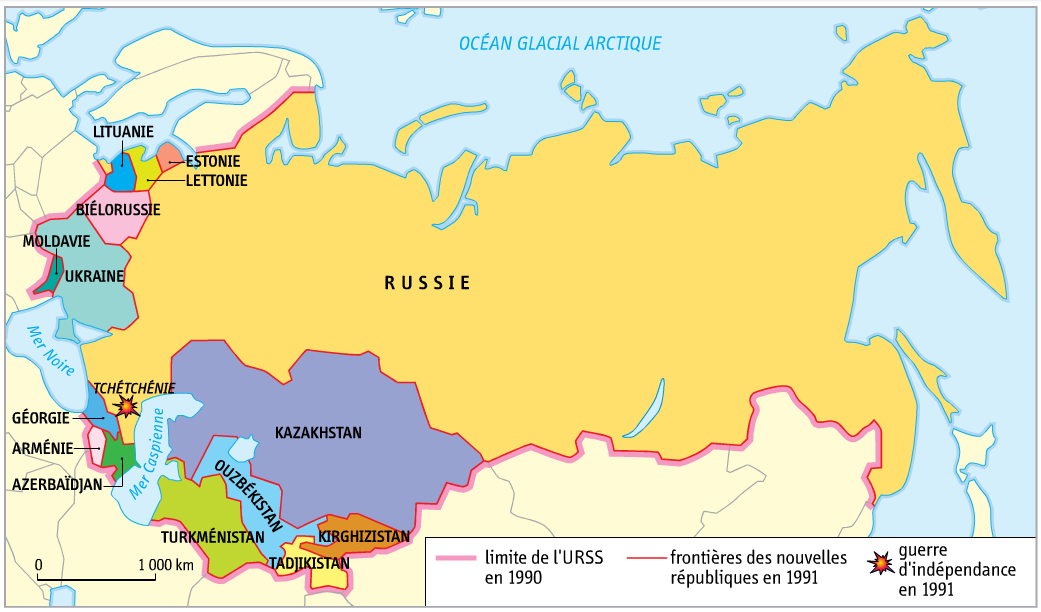 OCÉAN GLACIAL ARCTIQUE
LITUANIE
ESTONIE
LETTONIE
BIÉLORUSSIE
MOLDAVIE
UKRAINE
RUSSIE
Mer Noire
TCHÉTCHÉNIE
GÉORGIE
ARMÉNIE
AZERBAÏDJAN
Mer Caspienne
KAZAKHSTAN
OUZBÉKISTAN
TURKMÉNISTAN
KIRGHIZISTAN
TADJIKISTAN
0 1 000 km
limite de l'URSS
en 1990
frontières des nouvelles
républiques en 1991
guerre
d'indépendance
en 1991